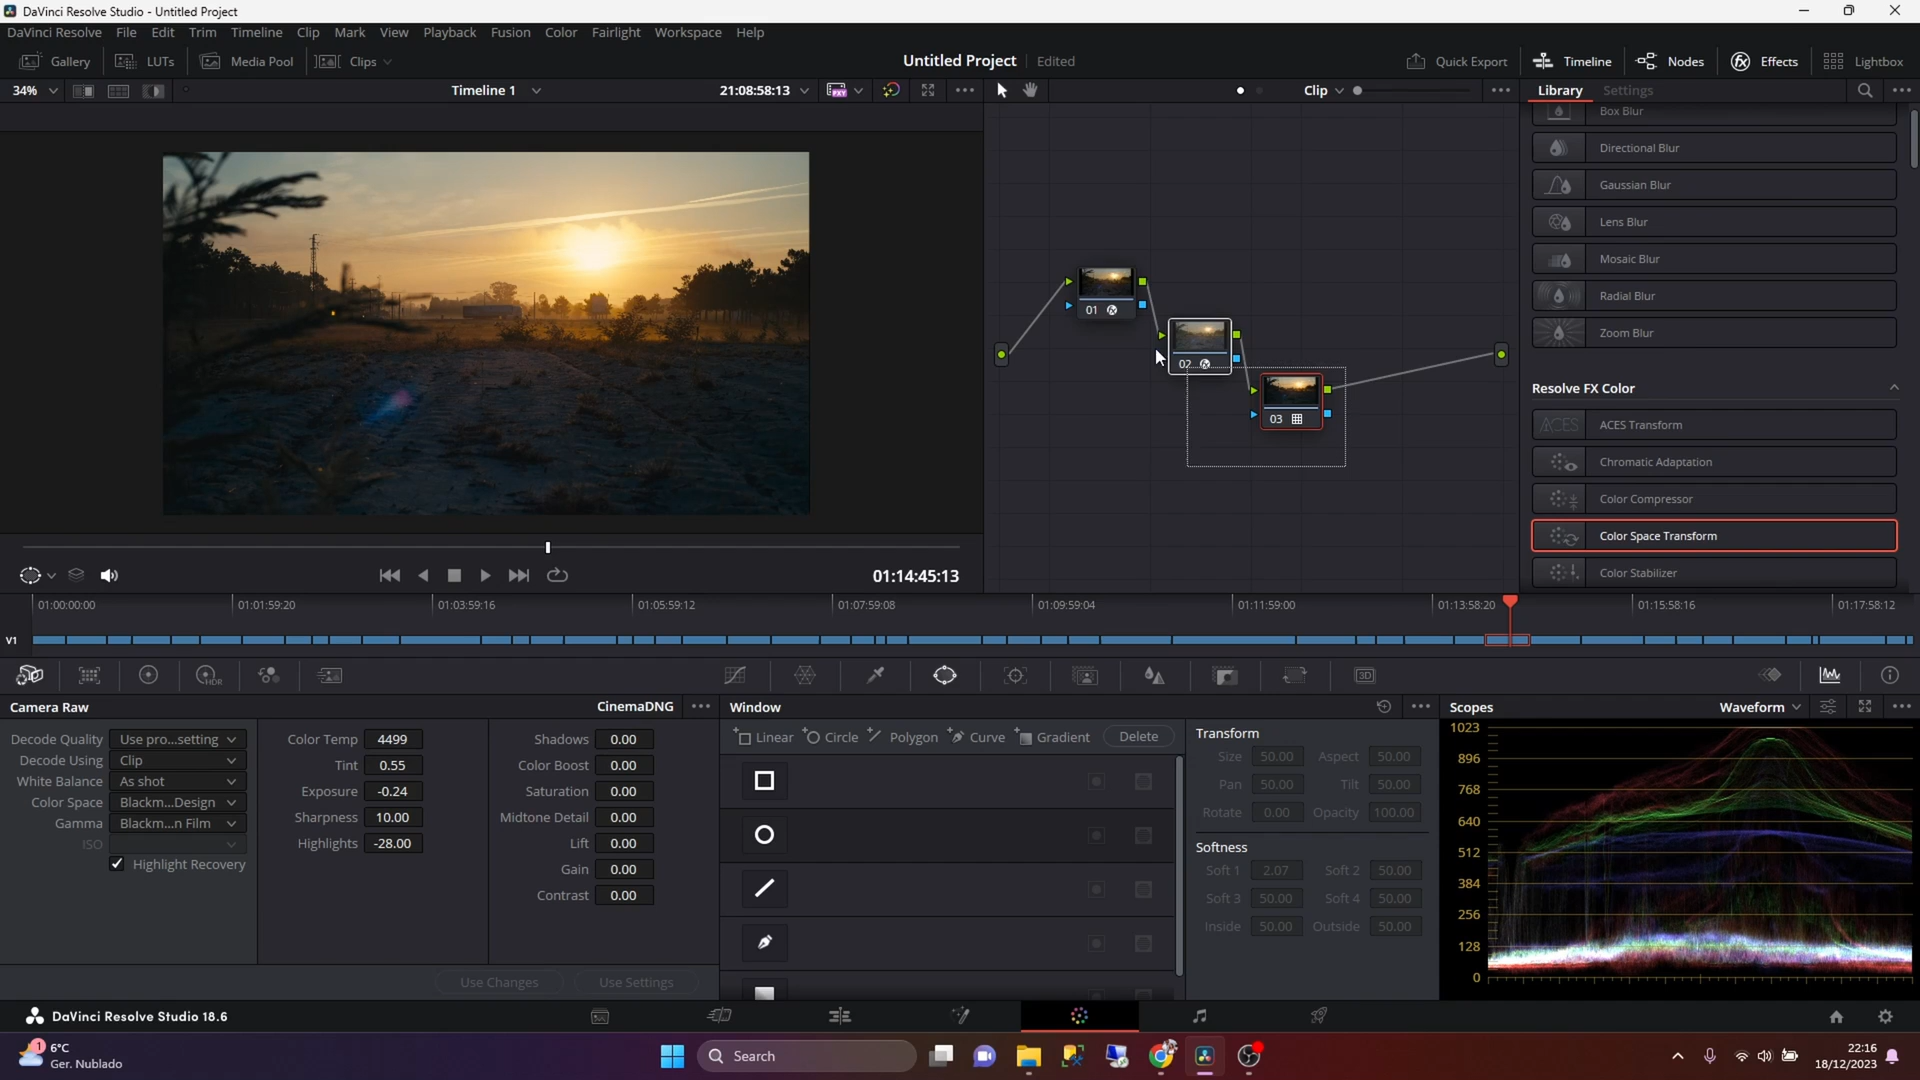 DaVinci Resolve Studio - Untitled Project
DaVinci Resolve File Edit Trim Timeline Clip Mark View Playback Fusion Color Fairlight Workspace Help
Gallery LUTs Media Pool Clips Untitled Project Edited Quick Export Timeline Nodes Effects Lightbox
34% Timeline 1 21:08:58:13 Clip Library Settings
Box Blur
Directional Blur
Gaussian Blur
Lens Blur
Mosaic Blur
Radial Blur
Zoom Blur
Resolve FX Color
ACES Transform
Chromatic Adaptation
Color Compressor
Color Space Transform
Color Stabilizer
01
02
03
01:14:45:13
01:00:00:00 01:01:59:20 01:03:59:16 01:05:59:12 01:07:59:08 01:09:59:04 01:11:59:00 01:13:58:20 01:15:58:16 01:17:58:12
V1
HDR
3D
Camera Raw CinemaDNG
Decode Quality Use pro...setting
Decode Using Clip
White Balance As shot
Color Space Blackm...Design
Gamma Blackm...n Film
ISO
Highlight Recovery
Color Temp 4499
Tint 0.55
Exposure -0.24
Sharpness 10.00
Highlights -28.00
Shadows 0.00
Color Boost 0.00
Saturation 0.00
Midtone Detail 0.00
Lift 0.00
Gain 0.00
Contrast 0.00
Use Changes Use Settings
Window
Linear Circle Polygon Curve Gradient Delete
Transform
Size 50.00 Aspect 50.00
Pan 50.00 Tilt 50.00
Rotate 0.00 Opacity 100.00
Softness
Soft 1 2.07 Soft 2 50.00
Soft 3 50.00 Soft 4 50.00
Inside 50.00 Outside 50.00
Scopes Waveform
1023
896
768
640
512
384
256
128
0
DaVinci Resolve Studio 18.6
1
6°C
Ger. Nublado
Search
22:16
18/12/2023